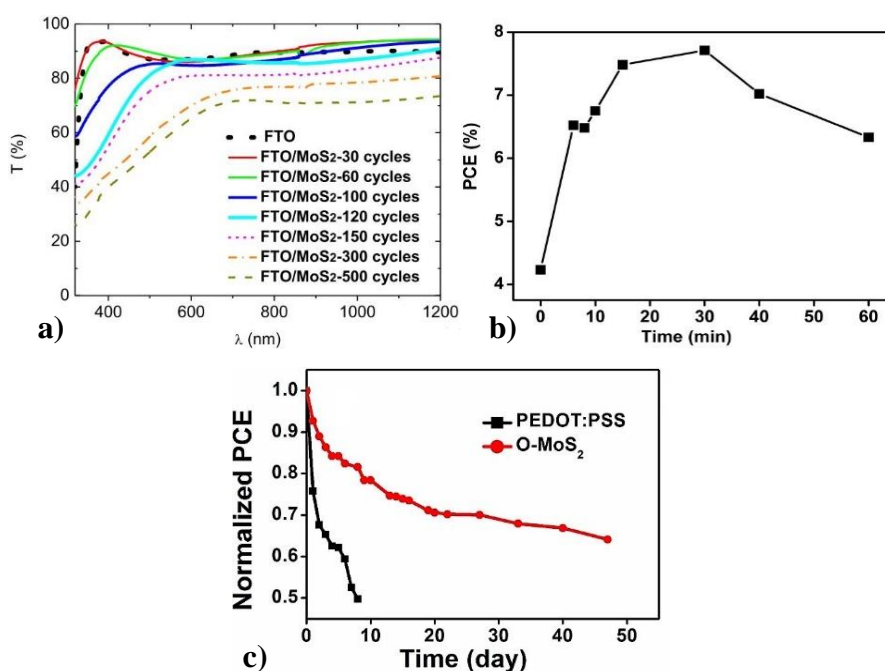 100
80
60
40
20
0
T (%)
FTO
FTO/MoS2-30 cycles
FTO/MoS2-60 cycles
FTO/MoS2-100 cycles
FTO/MoS2-120 cycles
FTO/MoS2-150 cycles
FTO/MoS2-300 cycles
FTO/MoS2-500 cycles
400 600 800 1000 1200
λ (nm)
a)
8
7
6
5
4
PCE (%)
0 10 20 30 40 50 60
Time (min)
b)
1.0
0.9
0.8
0.7
0.6
0.5
Normalized PCE
PEDOT:PSS
O-MoS2
0 10 20 30 40 50
Time (day)
c)